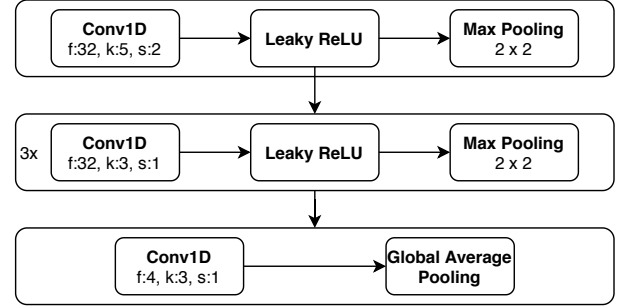 Conv1D
f:32, k:5, s:2
Leaky ReLU
Max Pooling
2 x 2
3x
Conv1D
f:32, k:3, s:1
Leaky ReLU
Max Pooling
2 x 2
Conv1D
f:4, k:3, s:1
Global Average
Pooling